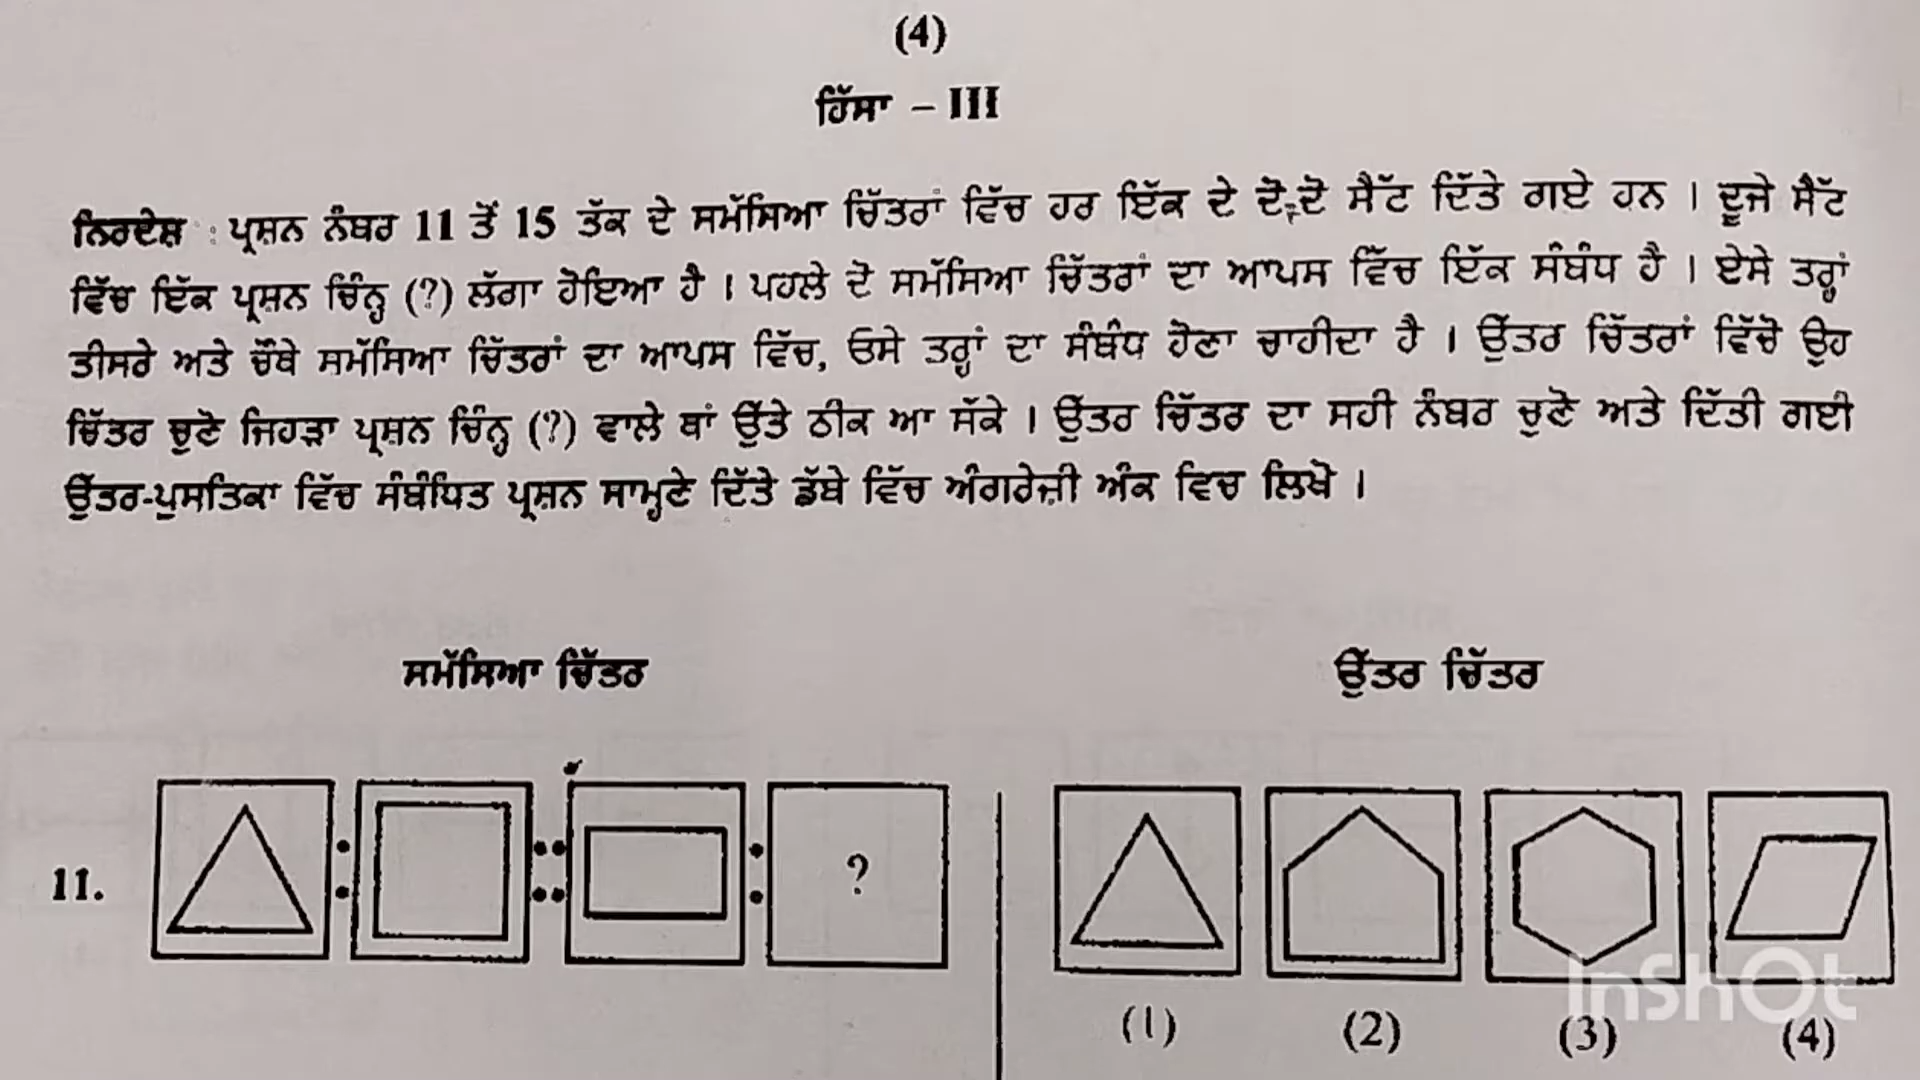 (4)
ਹਿੱਸਾ – III
ਨਿਰਦੇਸ਼ : ਪ੍ਰਸ਼ਨ ਨੰਬਰ 11 ਤੋਂ 15 ਤੱਕ ਦੇ ਸਮੱਸਿਆ ਚਿੱਤਰਾਂ ਵਿੱਚ ਹਰ ਇੱਕ ਦੇ ਦੋ-ਦੋ ਸੈੱਟ ਦਿੱਤੇ ਗਏ ਹਨ । ਦੂਜੇ ਸੈੱਟ
ਵਿੱਚ ਇੱਕ ਪ੍ਰਸ਼ਨ ਚਿੰਨ੍ਹ (?) ਲੱਗਾ ਹੋਇਆ ਹੈ । ਪਹਲੇ ਦੋ ਸਮੱਸਿਆ ਚਿੱਤਰਾਂ ਦਾ ਆਪਸ ਵਿੱਚ ਇੱਕ ਸੰਬੰਧ ਹੈ । ਏਸੇ ਤਰ੍ਹਾਂ
ਤੀਸਰੇ ਅਤੇ ਚੌਥੇ ਸਮੱਸਿਆ ਚਿੱਤਰਾਂ ਦਾ ਆਪਸ ਵਿੱਚ, ਓਸੇ ਤਰ੍ਹਾਂ ਦਾ ਸੰਬੰਧ ਹੋਣਾ ਚਾਹੀਦਾ ਹੈ । ਉੱਤਰ ਚਿੱਤਰਾਂ ਵਿੱਚੋ ਉਹ
ਚਿੱਤਰ ਚੁਣੋ ਜਿਹੜਾ ਪ੍ਰਸ਼ਨ ਚਿੰਨ੍ਹ (?) ਵਾਲੇ ਥਾਂ ਉੱਤੇ ਠੀਕ ਆ ਸੱਕੇ । ਉੱਤਰ ਚਿੱਤਰ ਦਾ ਸਹੀ ਨੰਬਰ ਚੁਣੋ ਅਤੇ ਦਿੱਤੀ ਗਈ
ਉੱਤਰ-ਪੁਸਤਿਕਾ ਵਿੱਚ ਸੰਬੰਧਿਤ ਪ੍ਰਸ਼ਨ ਸਾਮ੍ਹਣੇ ਦਿੱਤੇ ਡੱਬੇ ਵਿੱਚ ਅੰਗਰੇਜ਼ੀ ਅੰਕ ਵਿਚ ਲਿਖੋ ।
ਸਮੱਸਿਆ ਚਿੱਤਰ
ਉੱਤਰ ਚਿੱਤਰ
11.
?
(1) (2) (3) (4)
InShOt